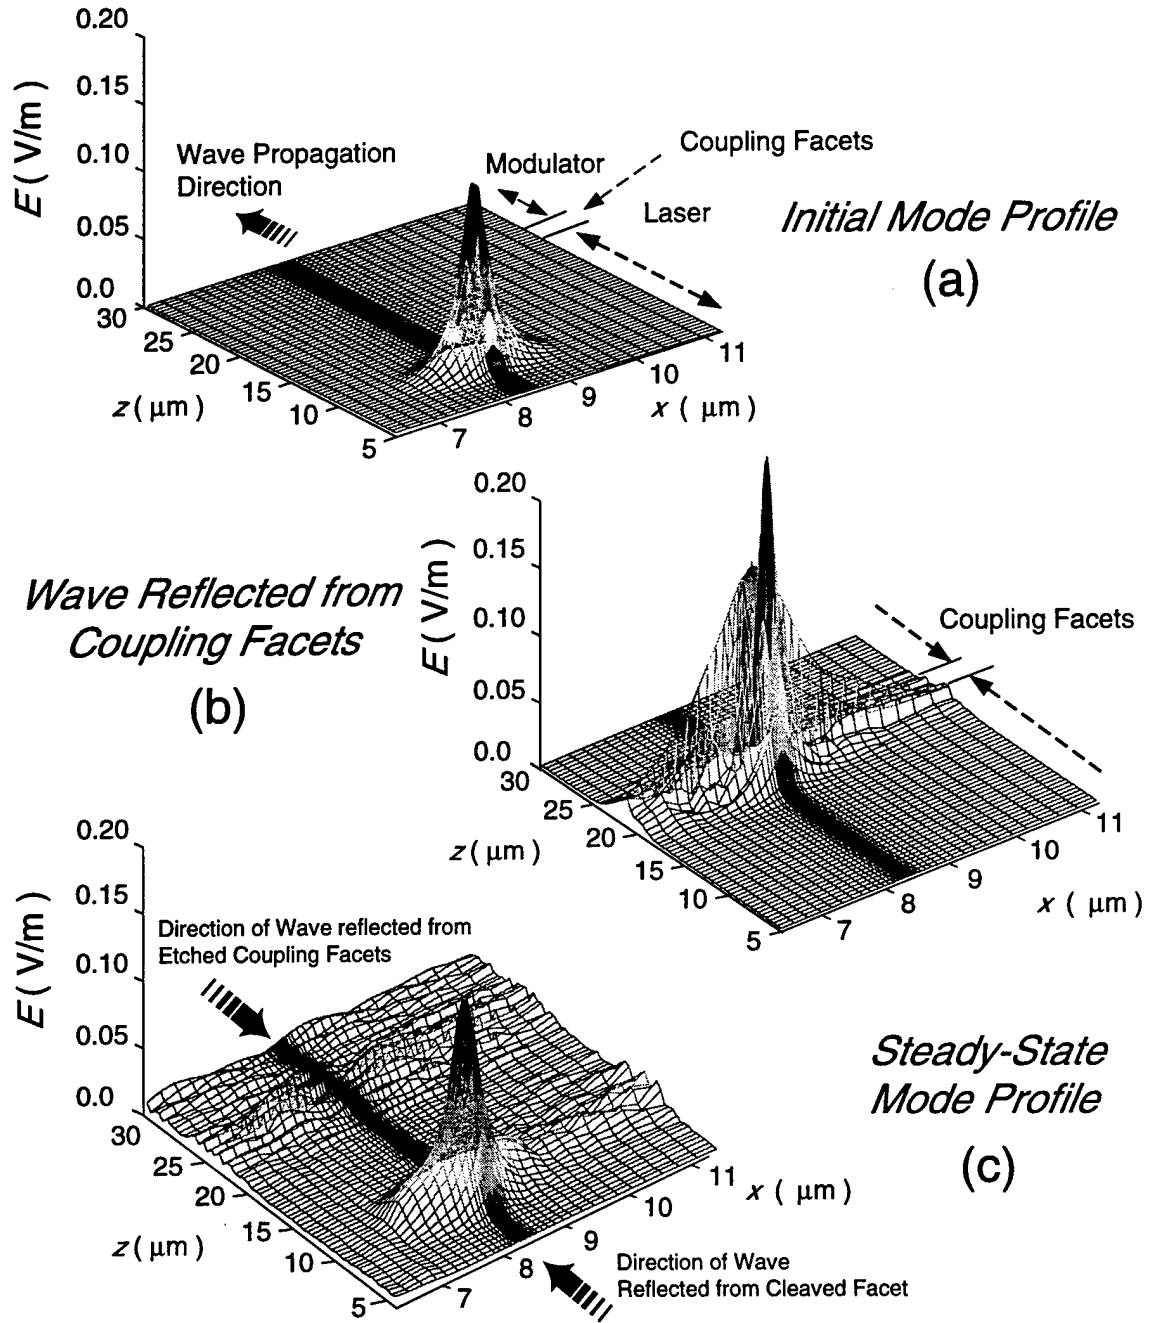 0.20
0.15
0.10
0.05
0.0
E ( V/m )
Wave Propagation
Direction
Modulator
Coupling Facets
Laser
Initial Mode Profile
(a)
30
25
20
15
10
5
z ( μm )
7
8
9
10
11
x ( μm )
0.20
0.15
0.10
0.05
0.0
E ( V/m )
Wave Reflected from
Coupling Facets
(b)
Coupling Facets
30
25
20
15
10
5
z ( μm )
7
8
9
10
11
x ( μm )
0.20
0.15
0.10
0.05
0.0
E ( V/m )
Direction of Wave reflected from
Etched Coupling Facets
Steady-State
Mode Profile
(c)
30
25
20
15
10
5
z ( μm )
7
8
9
10
11
x ( μm )
Direction of Wave
Reflected from Cleaved Facet